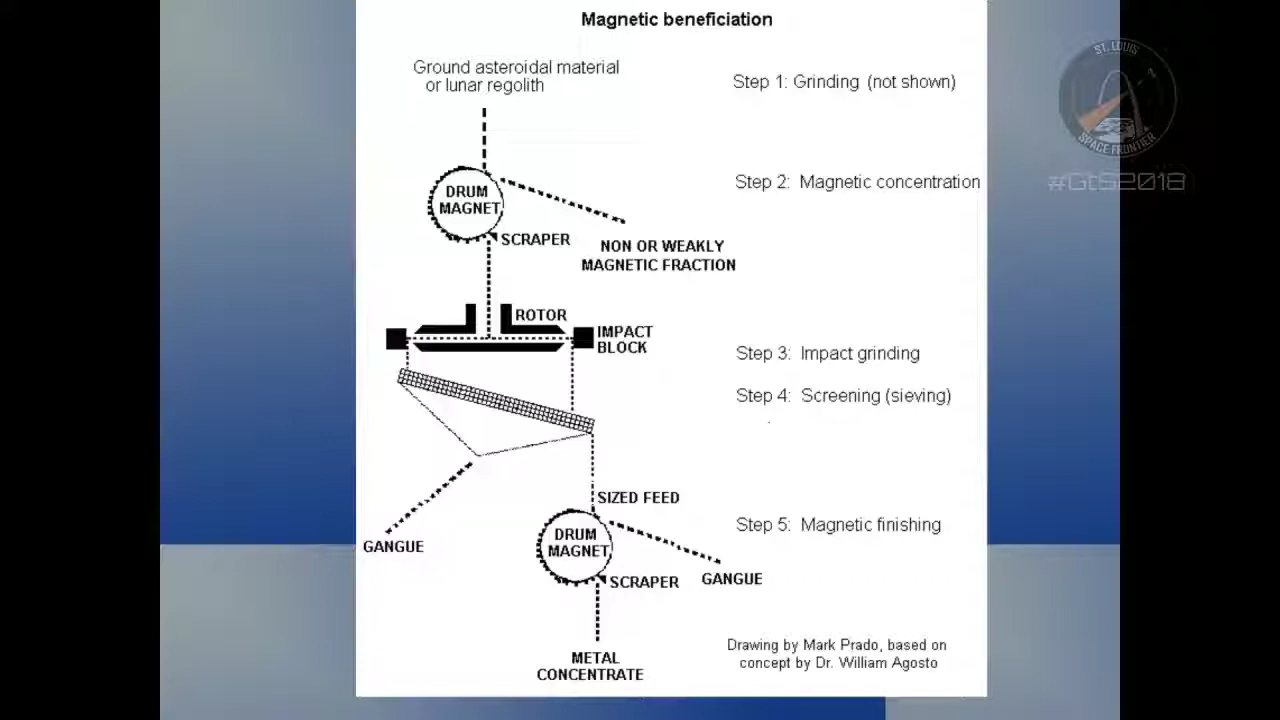 Magnetic beneficiation
Ground asteroidal material
or lunar regolith
Step 1: Grinding (not shown)
DRUM
MAGNET
Step 2: Magnetic concentration
SCRAPER
NON OR WEAKLY
MAGNETIC FRACTION
ROTOR
IMPACT
BLOCK
Step 3: Impact grinding
Step 4: Screening (sieving)
SIZED FEED
GANGUE
DRUM
MAGNET
Step 5: Magnetic finishing
SCRAPER
GANGUE
METAL
CONCENTRATE
Drawing by Mark Prado, based on
concept by Dr. William Agosto
ST. LOUIS
SPACE FRONTIER
#GtS2018